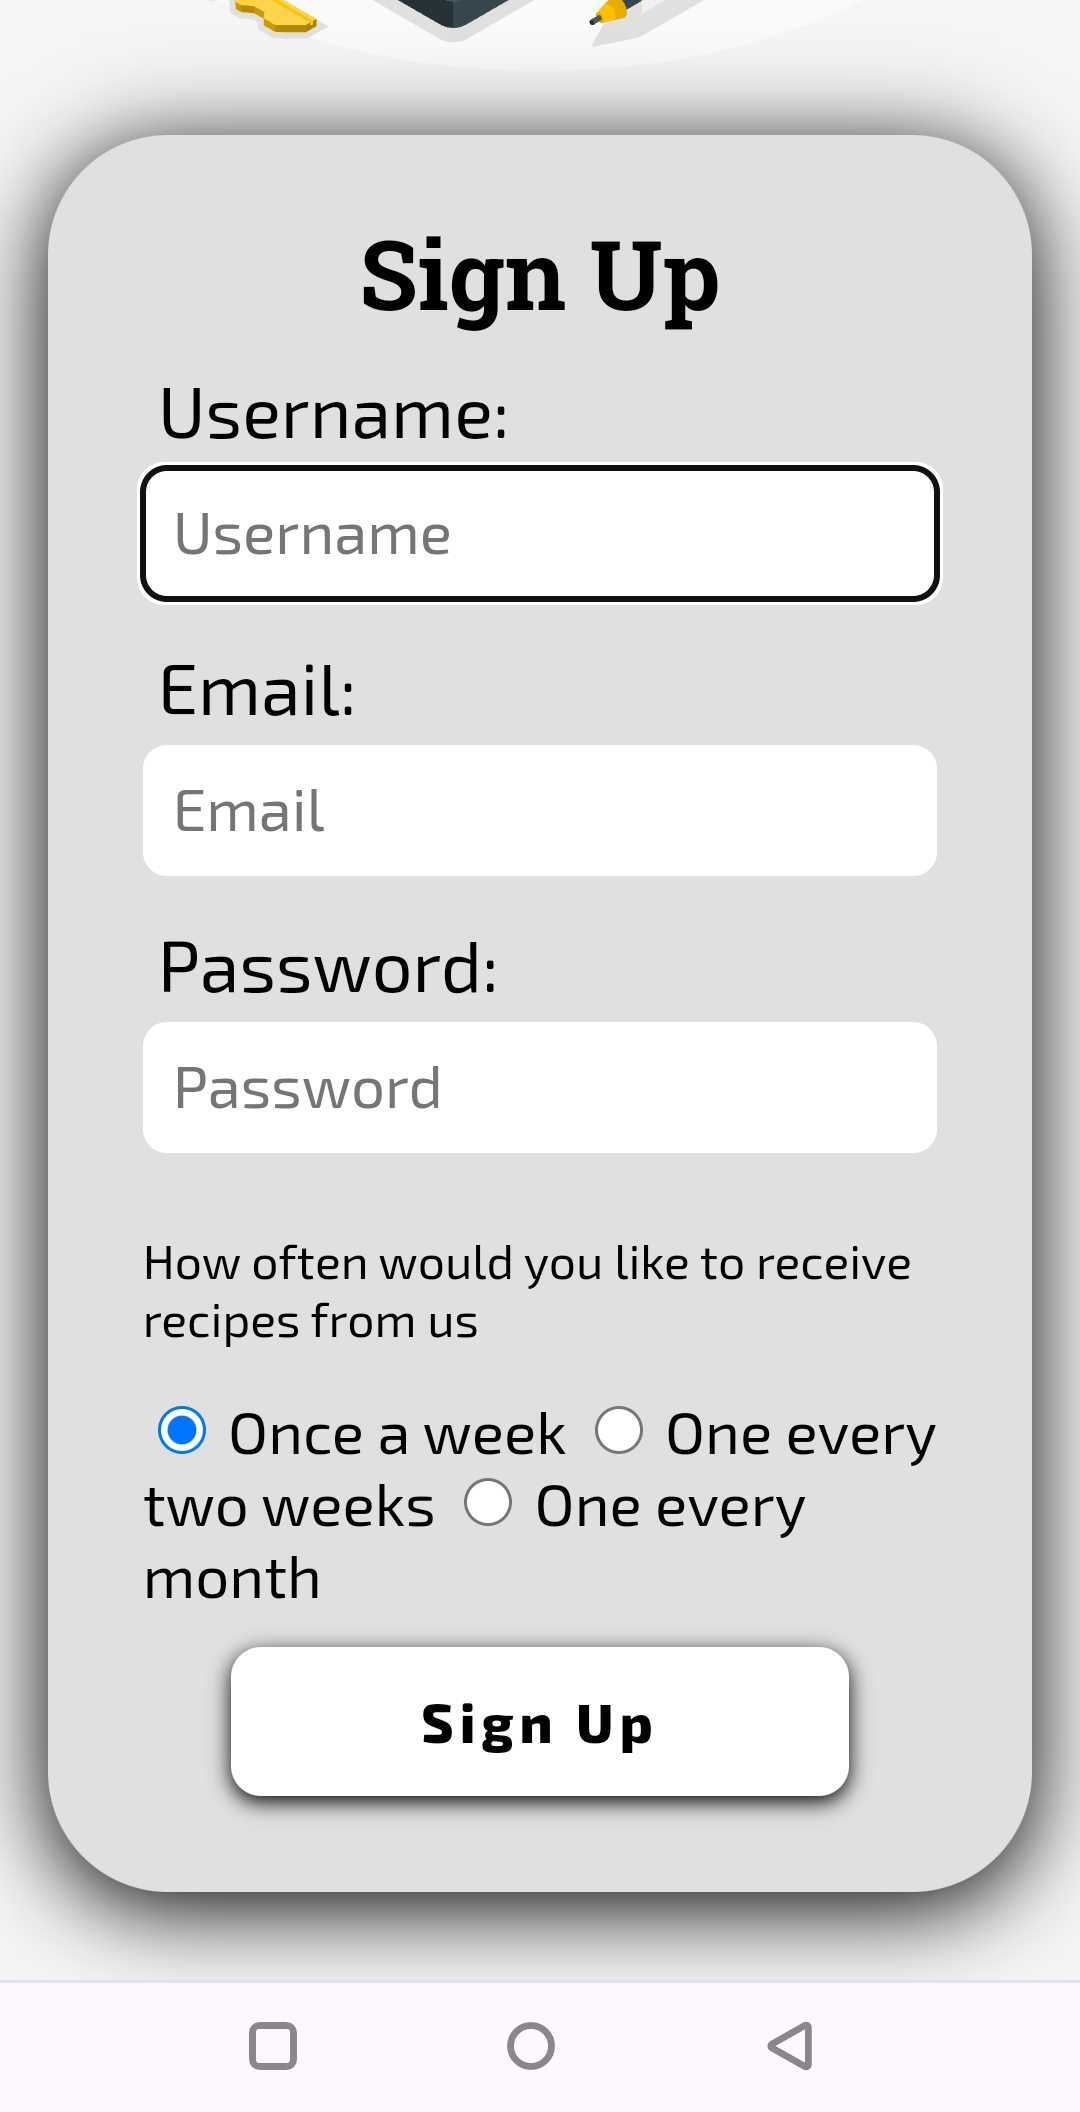 Sign Up
Username:
Username
Email:
Email
Password:
Password
How often would you like to receive
recipes from us
Once a week One every
two weeks One every
month
Sign Up